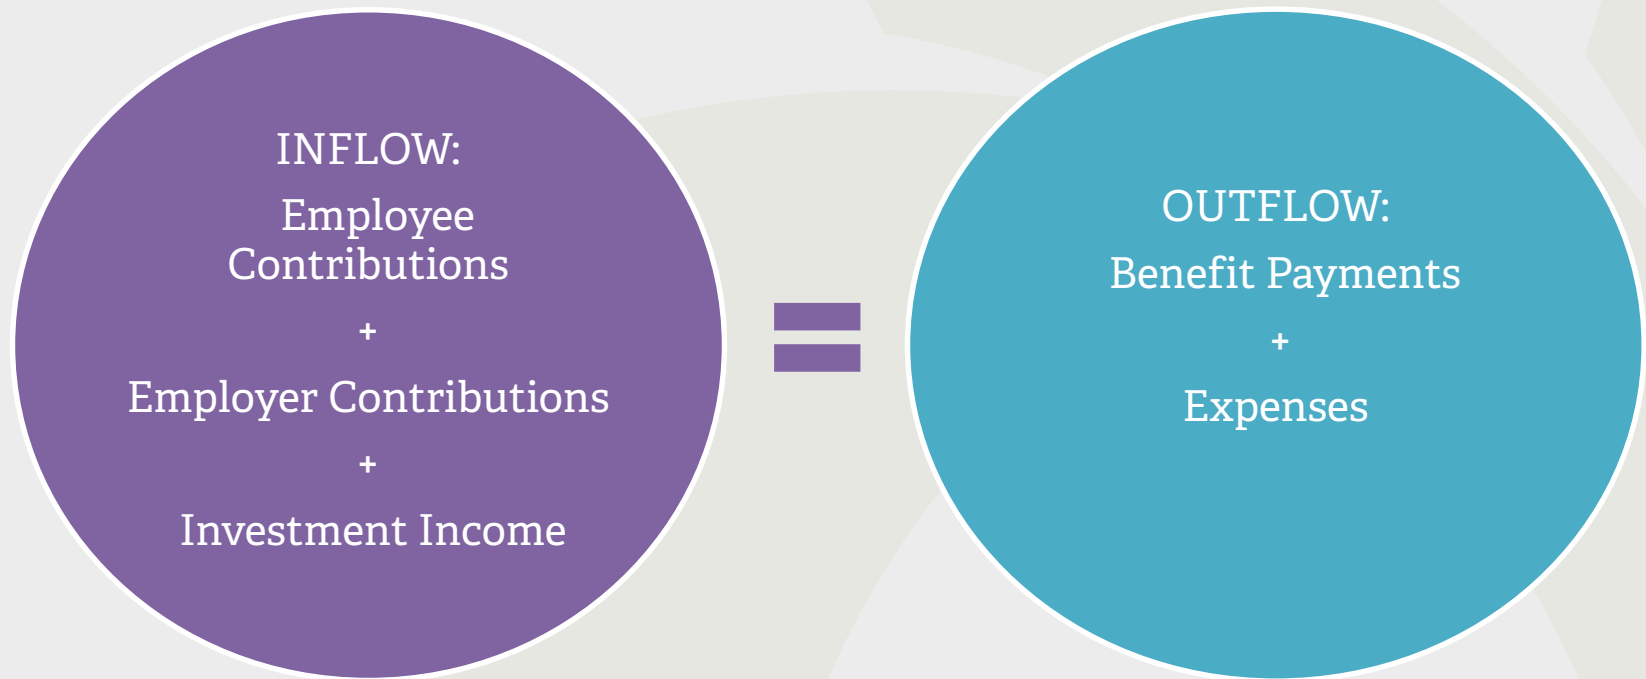 INFLOW:
Employee
Contributions
+
Employer Contributions
+
Investment Income
=
OUTFLOW:
Benefit Payments
+
Expenses